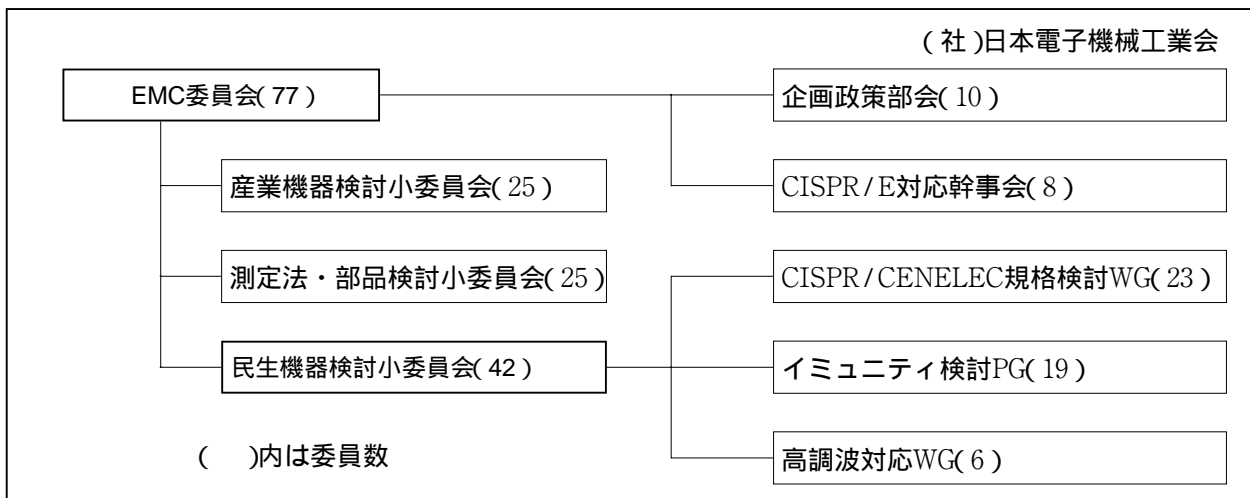 (社)日本電子機械工業会
EMC委員会(77)
企画政策部会(10)
産業機器検討小委員会(25)
CISPR/E対応幹事会(8)
測定法・部品検討小委員会(25)
CISPR/CENELEC規格検討WG(23)
民生機器検討小委員会(42)
イミュニティ検討PG(19)
(　)内は委員数
高調波対応WG(6)